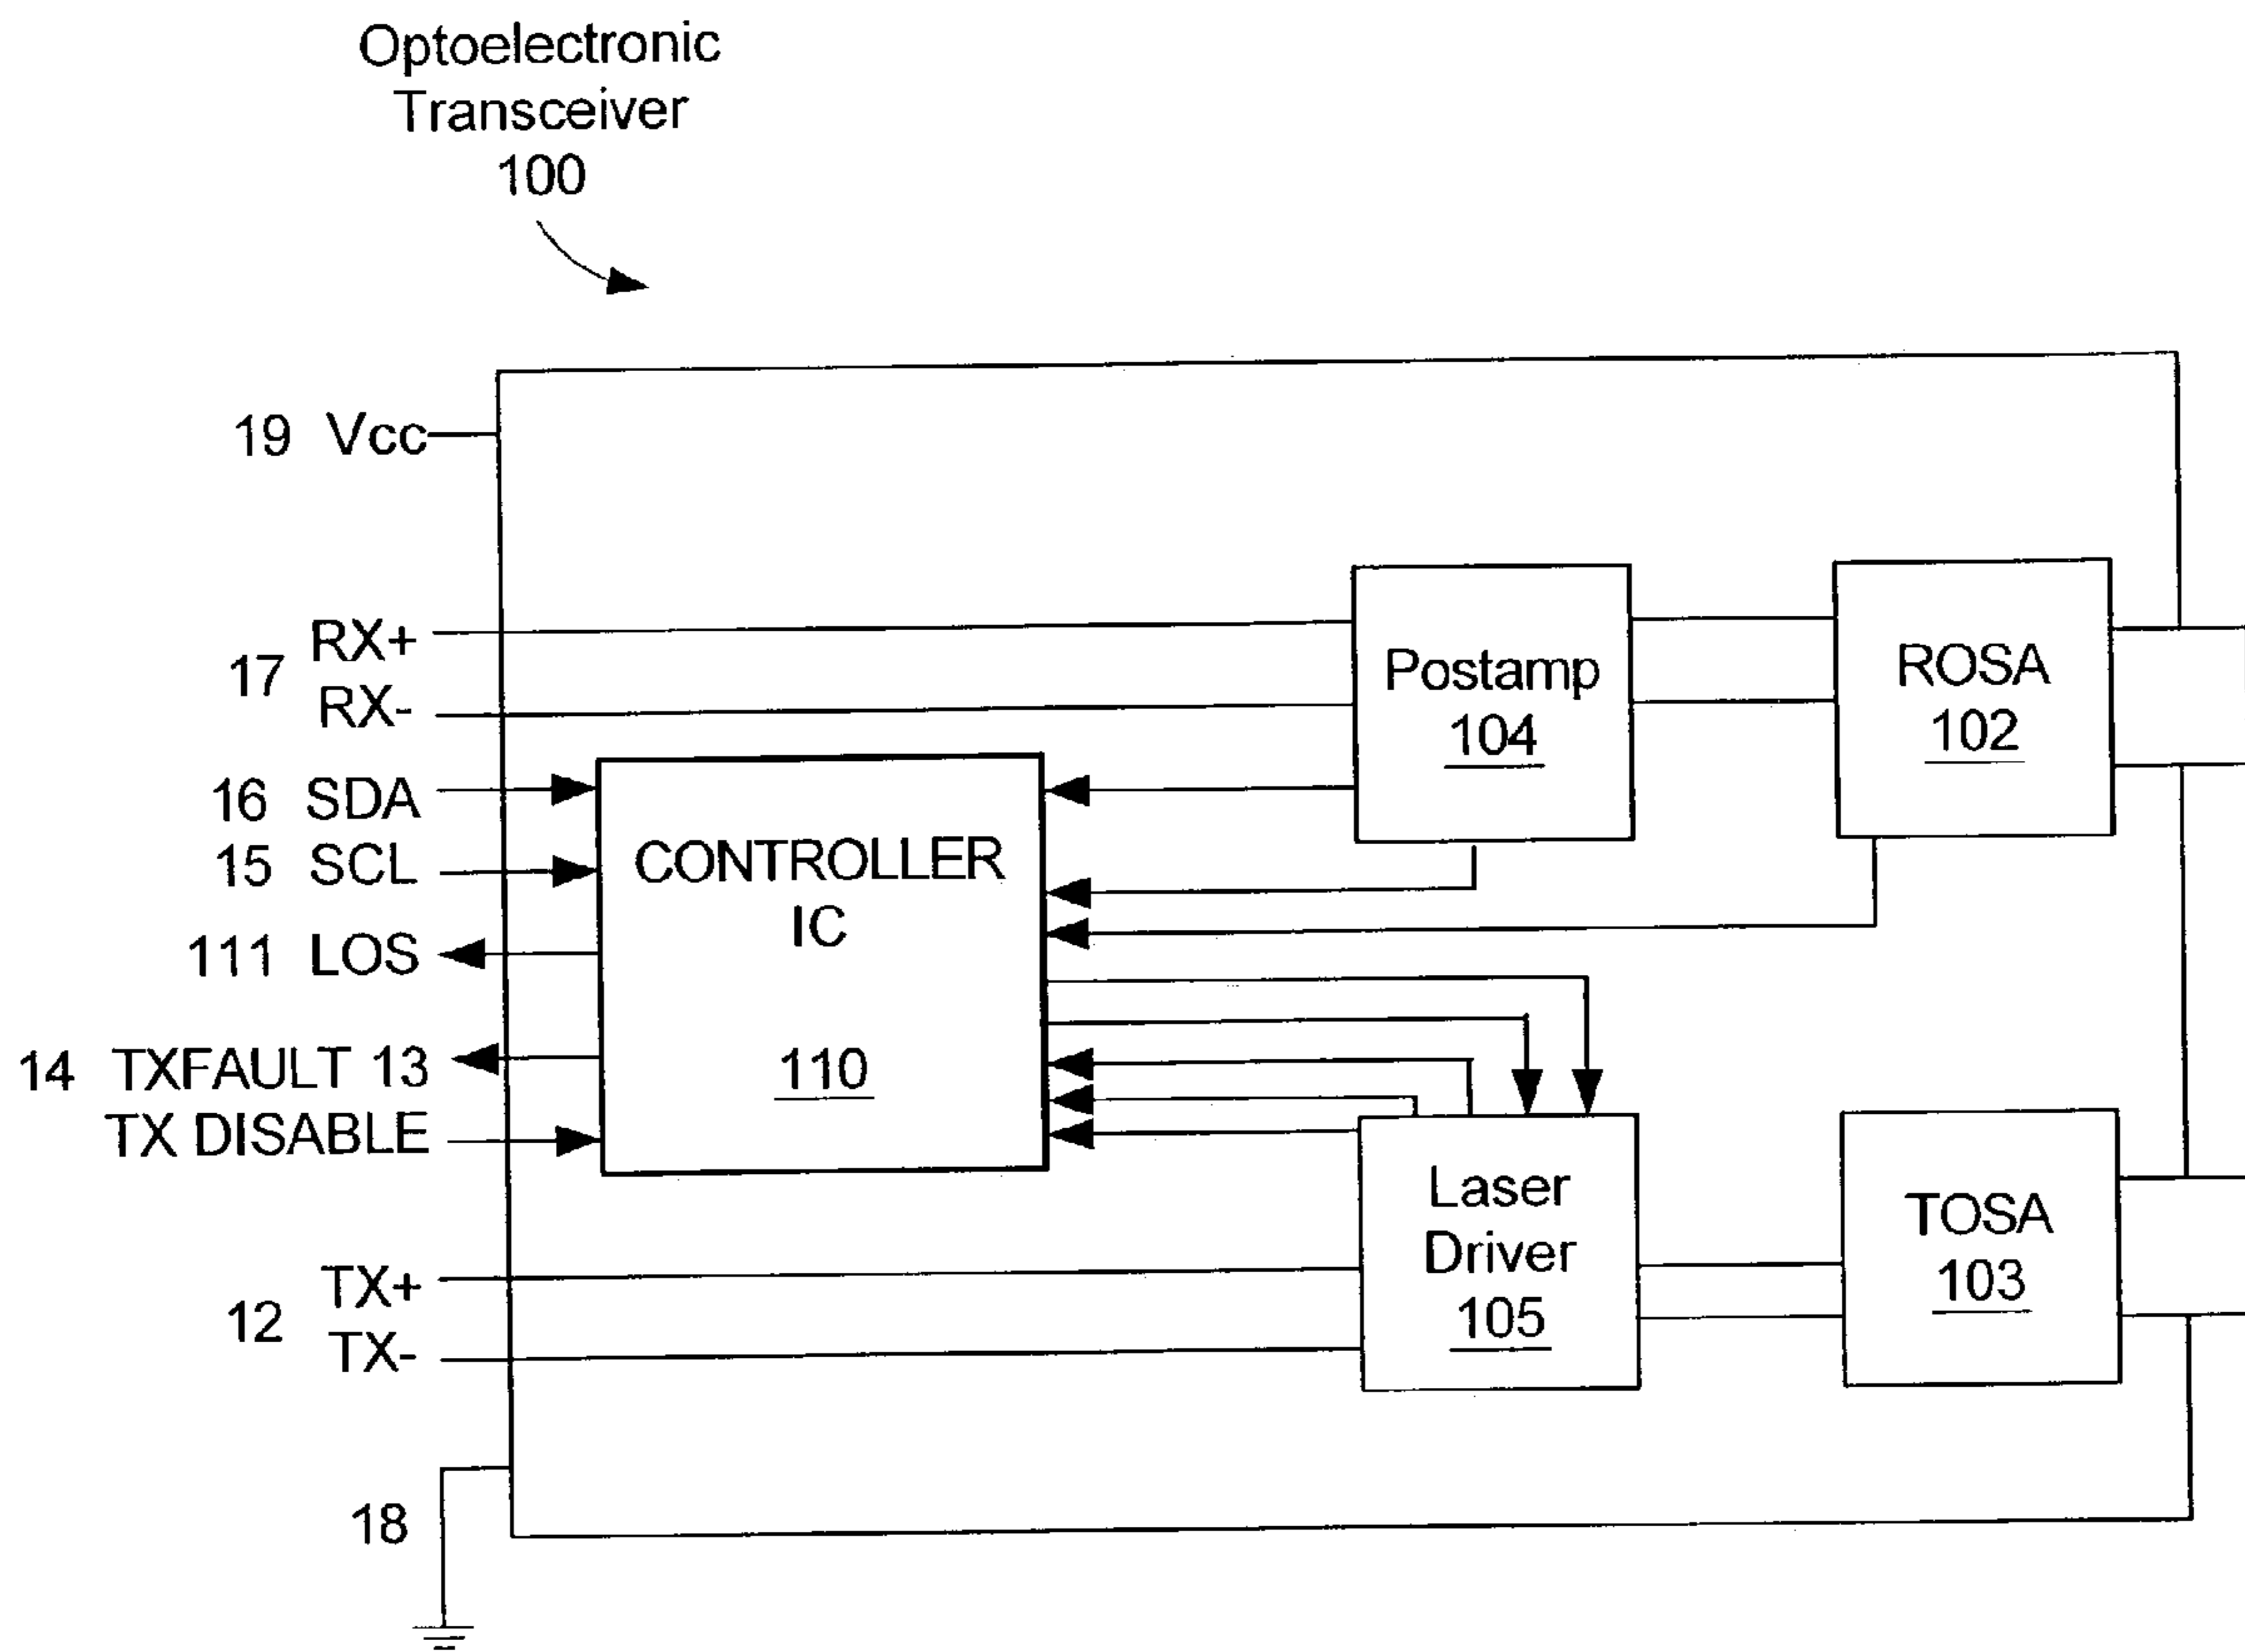 Optoelectronic
Transceiver
100
19 Vcc
RX+
17
RX-
16 SDA
15 SCL
111 LOS
14 TXFAULT 13
TX DISABLE
TX+
12
TX-
18
CONTROLLER
IC
110
Postamp
104
ROSA
102
Laser
Driver
105
TOSA
103